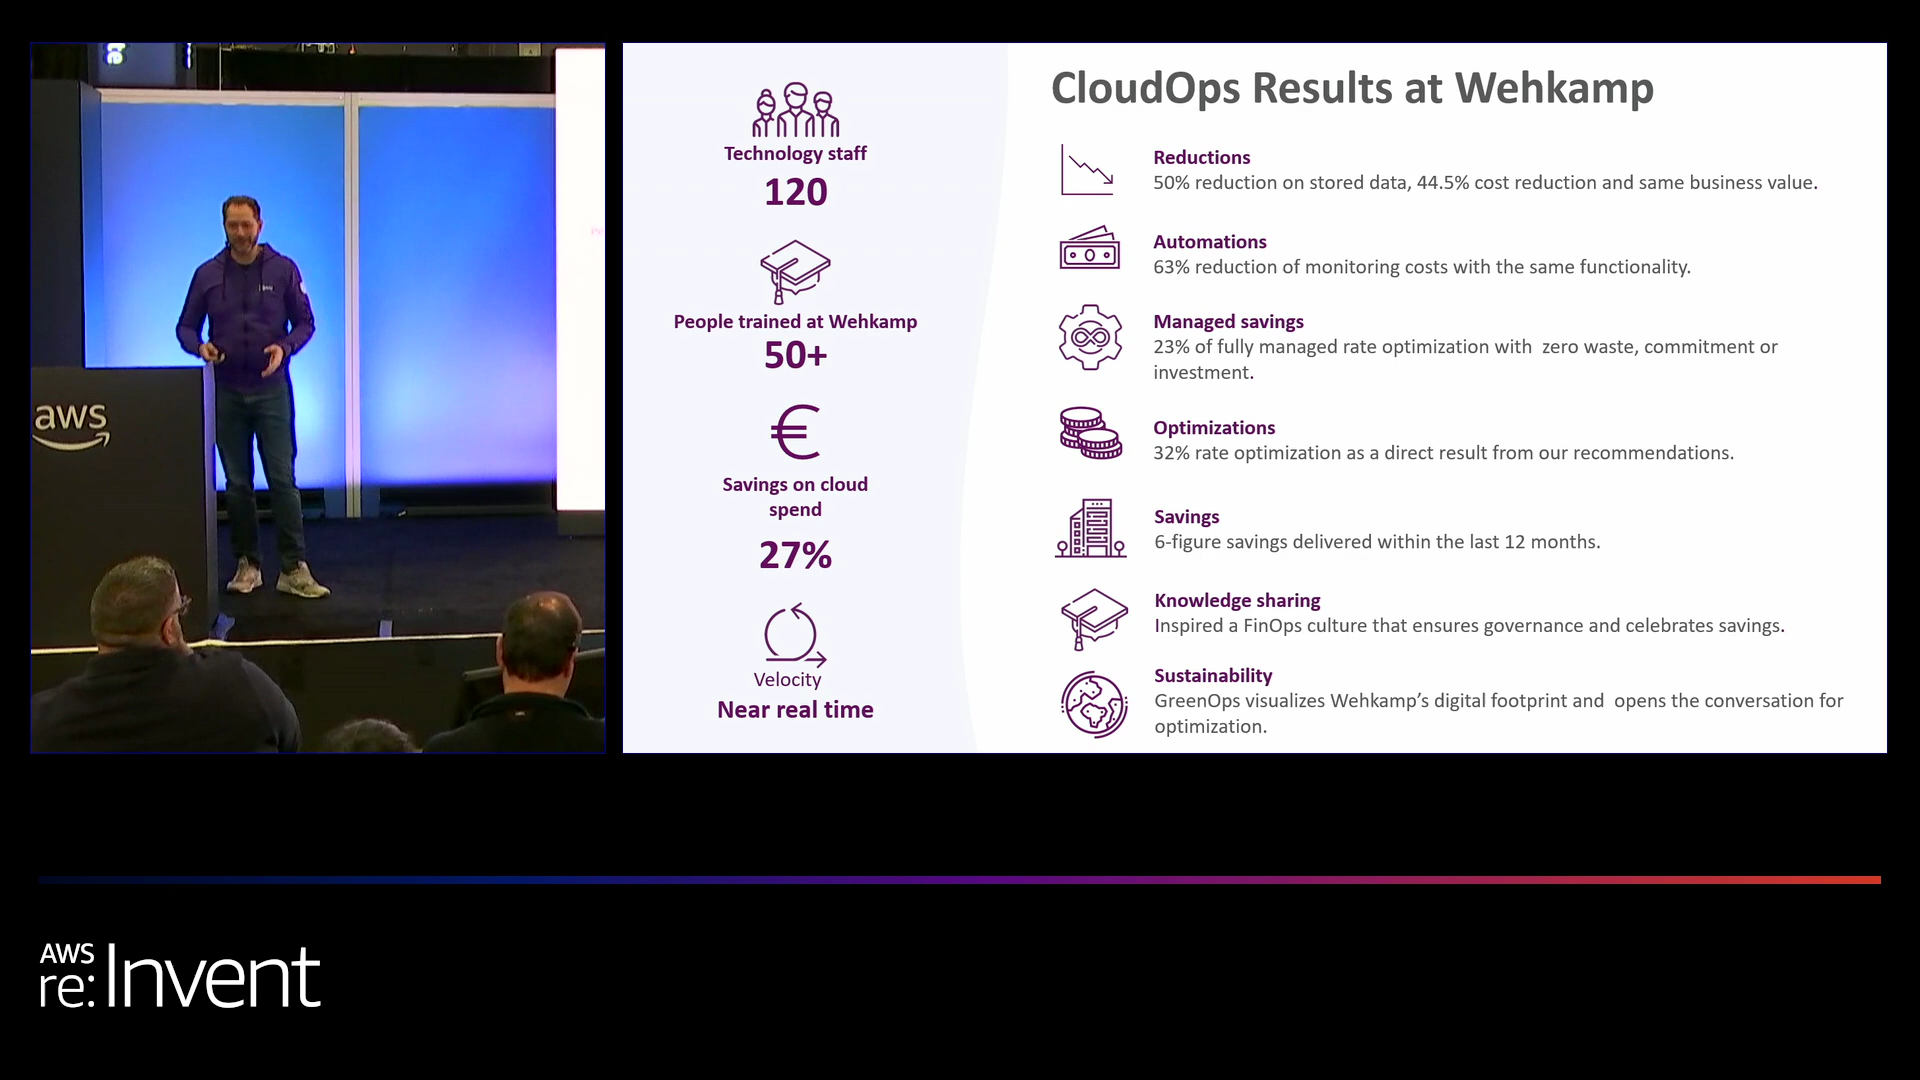 aws
Technology staff
120
People trained at Wehkamp
50+
€
Savings on cloud
spend
27%
Velocity
Near real time
CloudOps Results at Wehkamp
Reductions
50% reduction on stored data, 44.5% cost reduction and same business value.
Automations
63% reduction of monitoring costs with the same functionality.
Managed savings
23% of fully managed rate optimization with  zero waste, commitment or
investment.
Optimizations
32% rate optimization as a direct result from our recommendations.
Savings
6-figure savings delivered within the last 12 months.
Knowledge sharing
Inspired a FinOps culture that ensures governance and celebrates savings.
Sustainability
GreenOps visualizes Wehkamp’s digital footprint and  opens the conversation for
optimization.
AWS
re:Invent